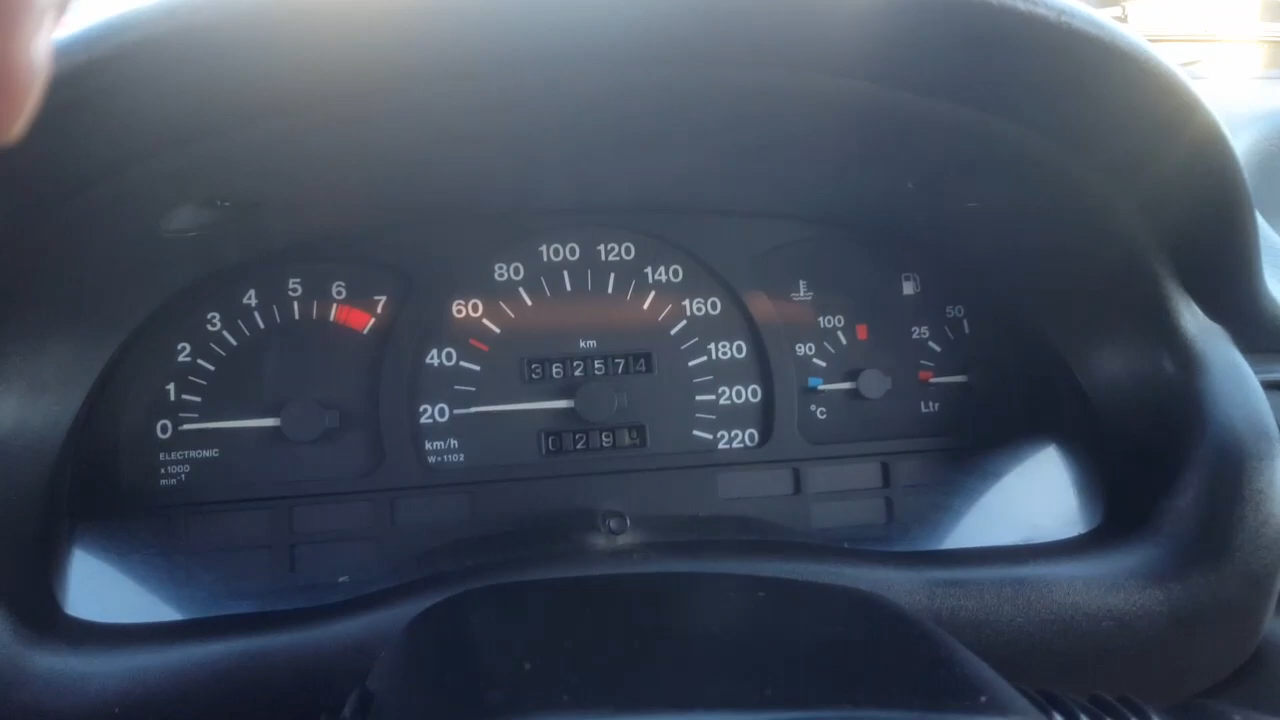 0 1 2 3 4 5 6 7
ELECTRONIC
x1000
min⁻¹
20 40 60 80 100 120 140 160 180 200 220
km
362574
029
km/h
W=1102
90 100
°C
25 50
Ltr